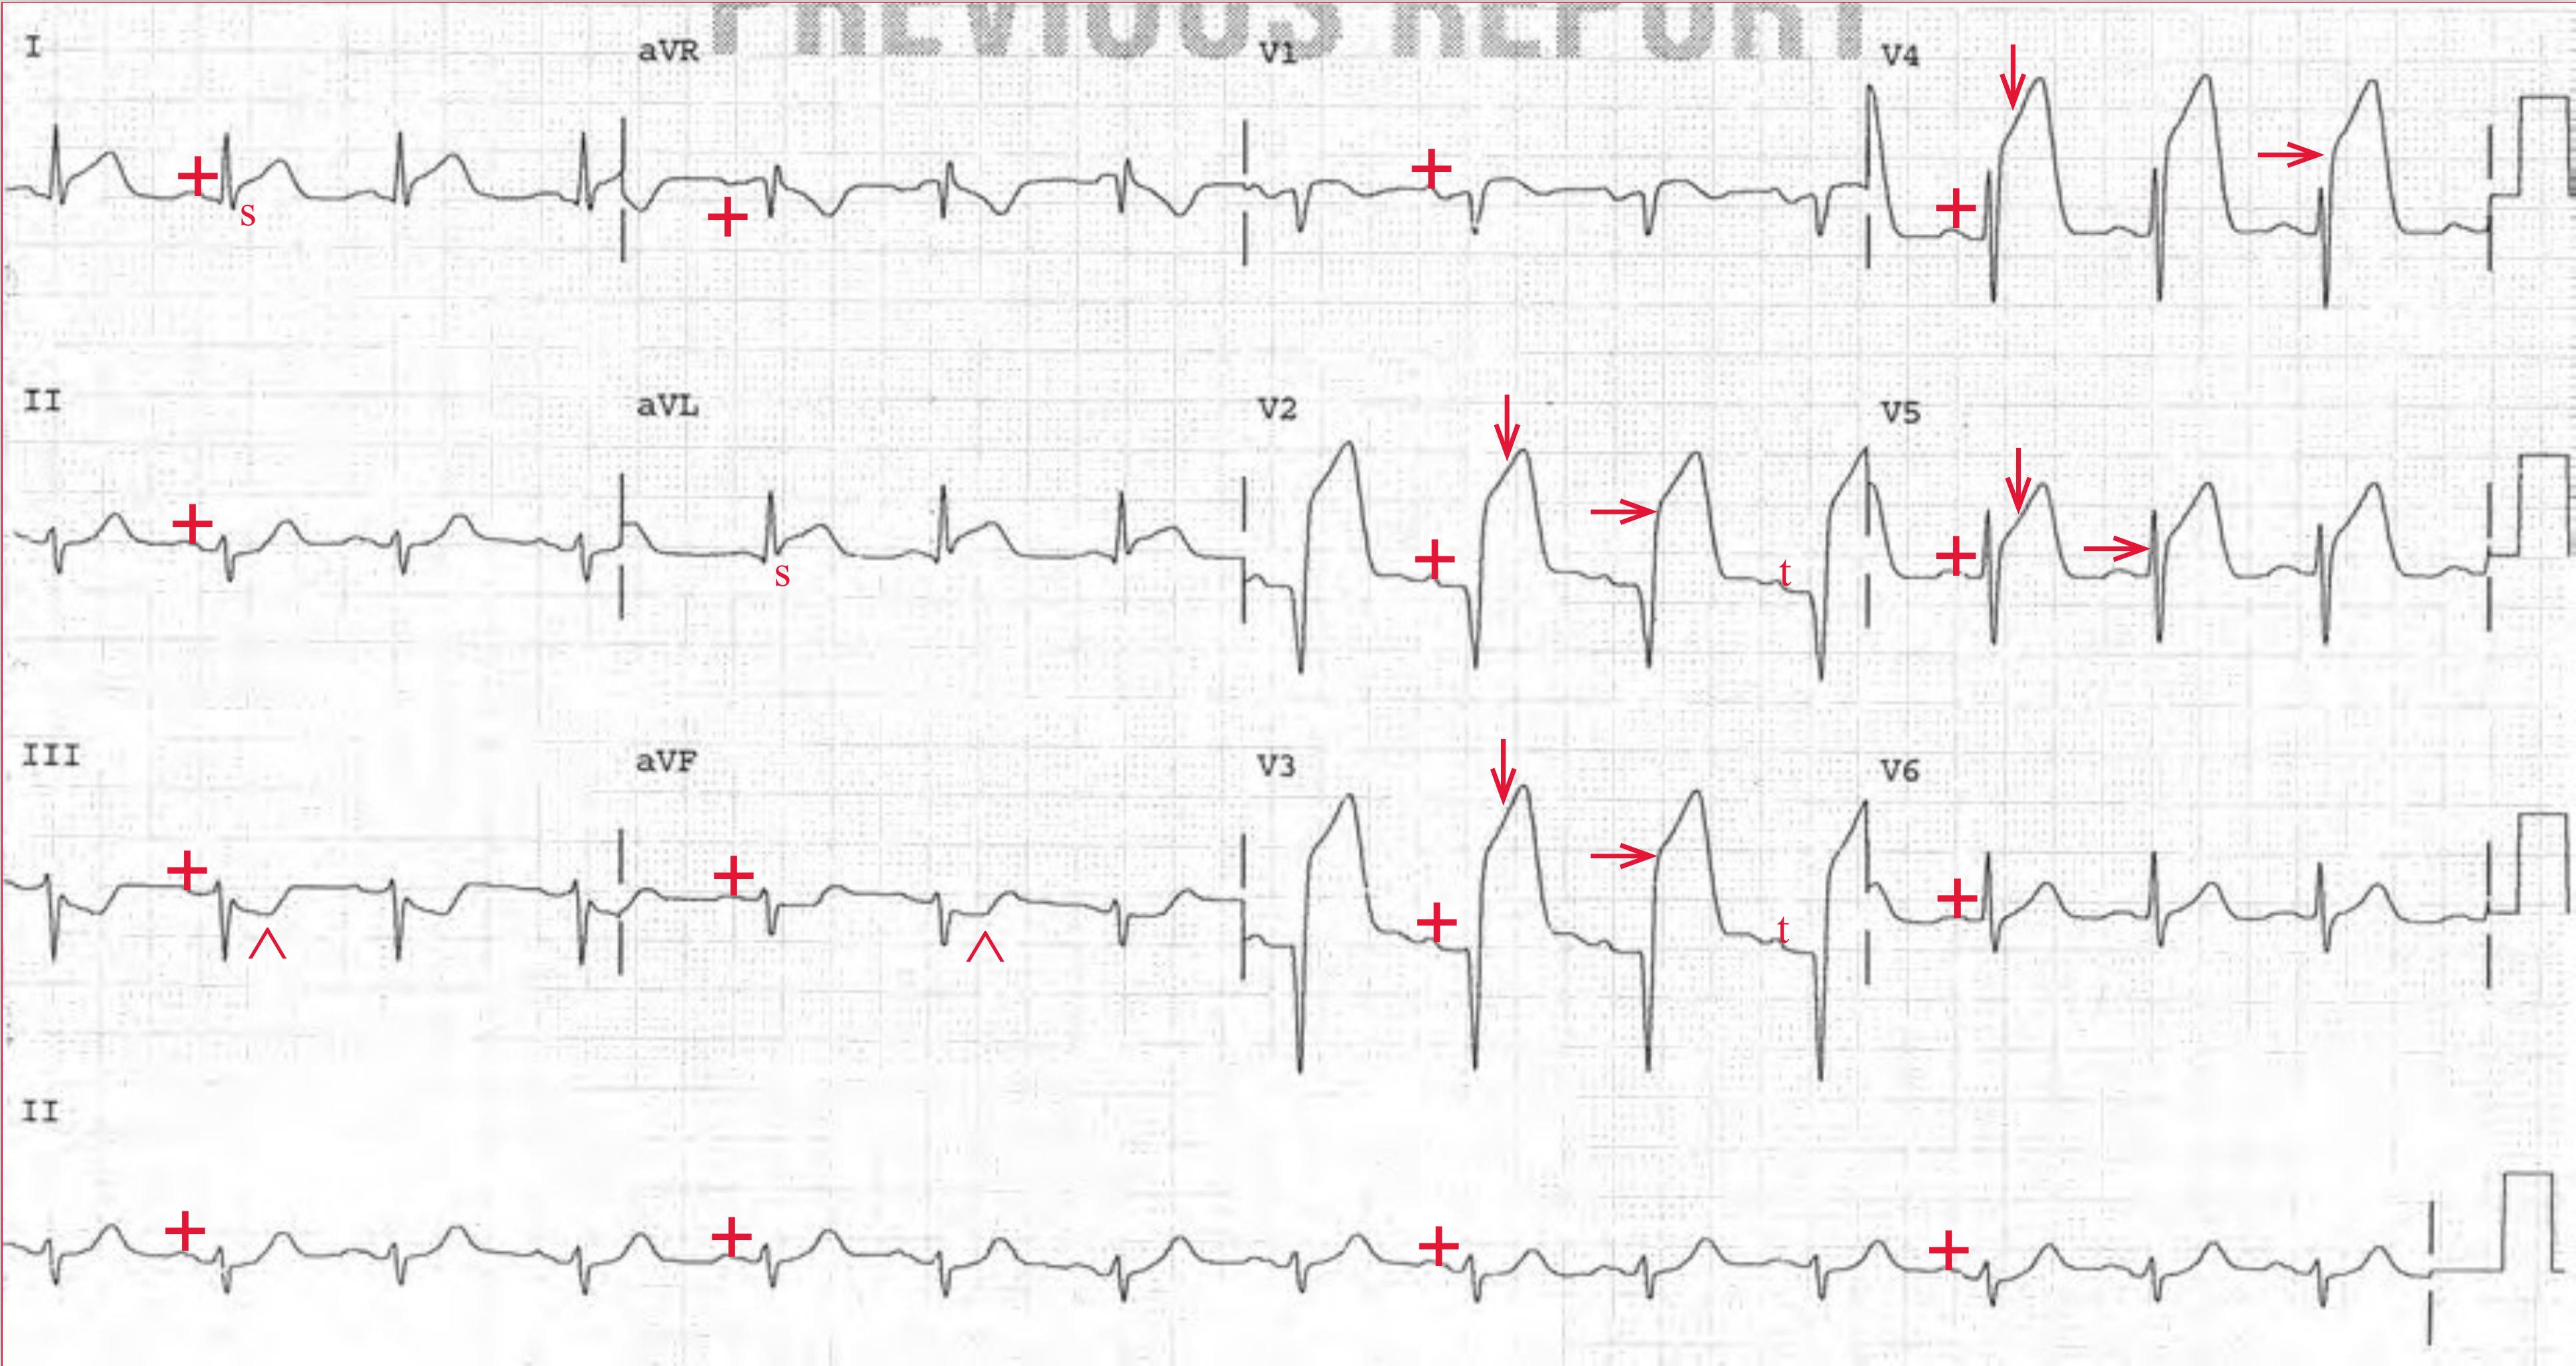 PREVIOUS REPORT
I aVR V1 V4
s
II aVL V2 V5
s t
III aVF V3 V6
t
II